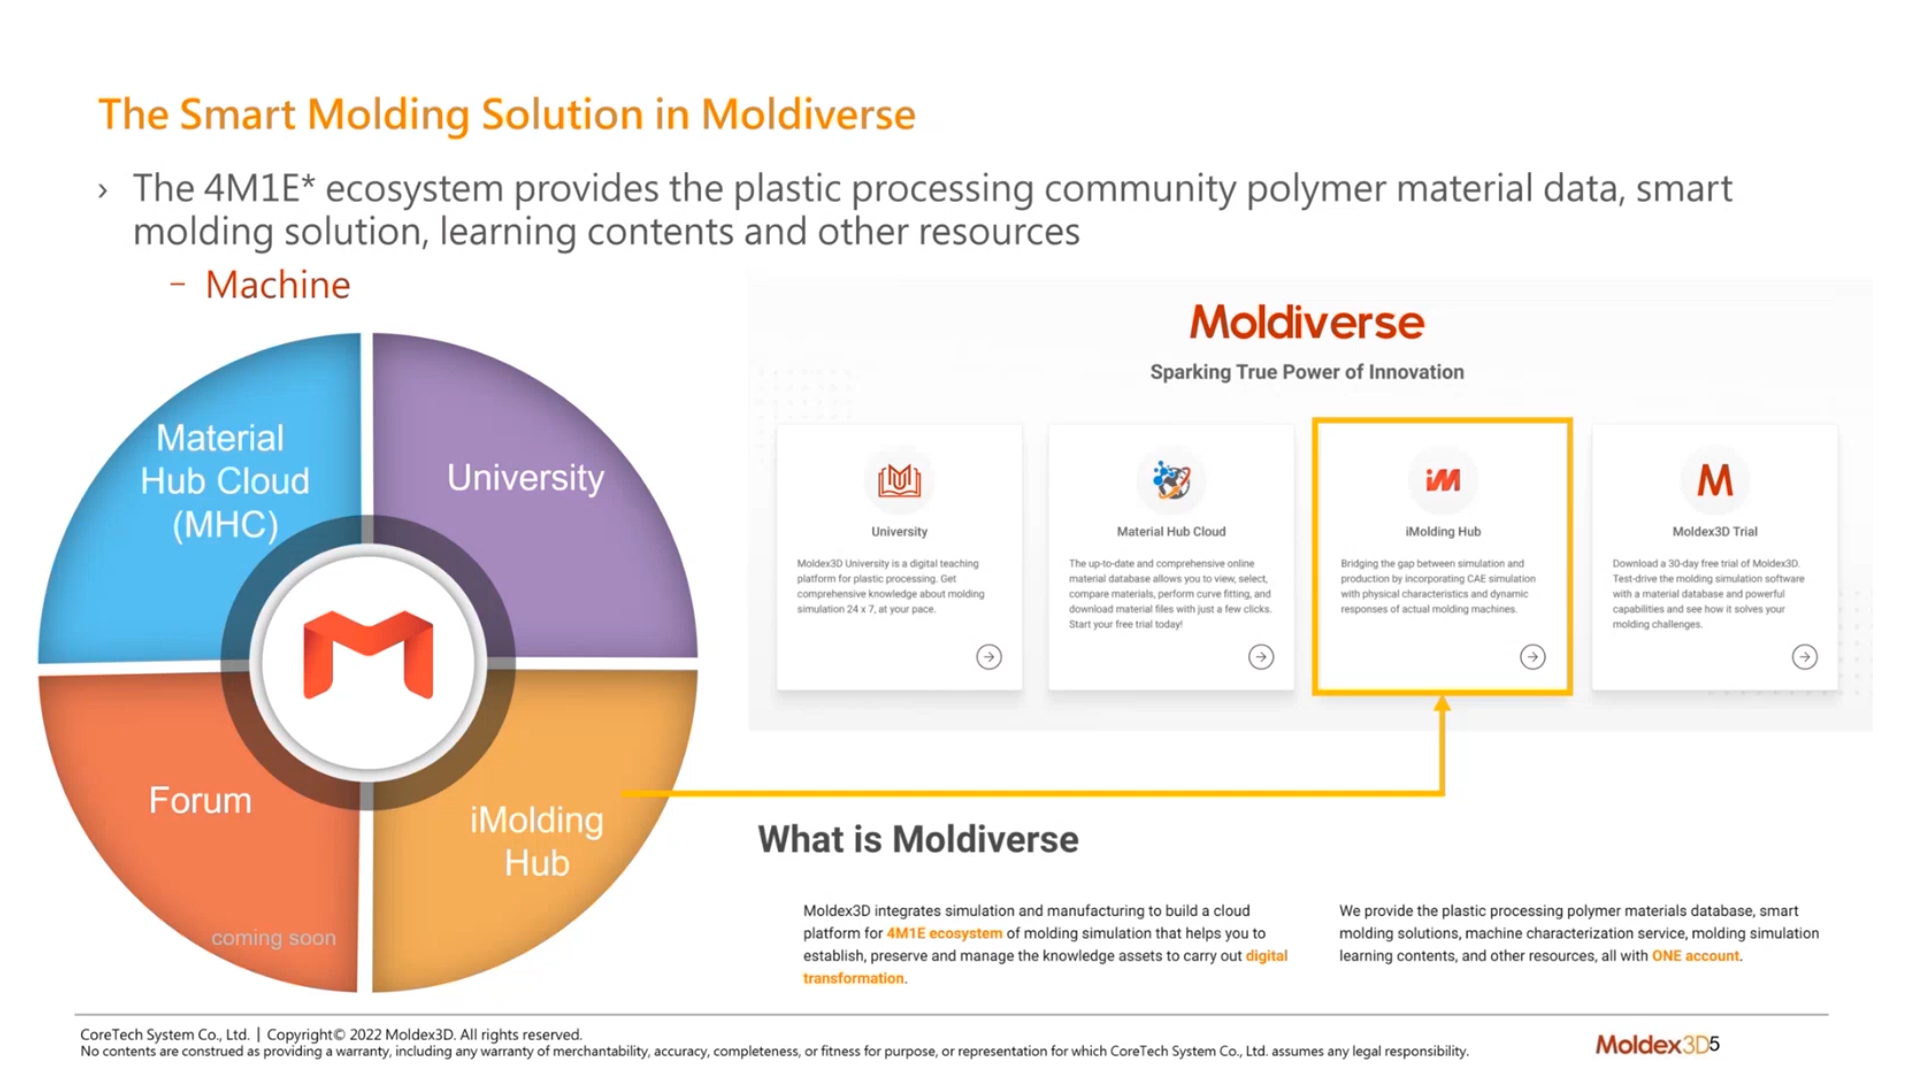 The Smart Molding Solution in Moldiverse
› The 4M1E* ecosystem provides the plastic processing community polymer material data, smart
molding solution, learning contents and other resources
– Machine
Material
Hub Cloud
(MHC)
University
Forum
coming soon
iMolding
Hub
Moldiverse
Sparking True Power of Innovation
University
Moldex3D University is a digital teaching
platform for plastic processing. Get
comprehensive knowledge about molding
simulation 24 x 7, at your pace.
Material Hub Cloud
The up-to-date and comprehensive online
material database allows you to view, select,
compare materials, perform curve fitting, and
download material files with just a few clicks.
Start your free trial today!
iM
iMolding Hub
Bridging the gap between simulation and
production by incorporating CAE simulation
with physical characteristics and dynamic
responses of actual molding machines.
M
Moldex3D Trial
Download a 30-day free trial of Moldex3D.
Test-drive the molding simulation software
with a material database and powerful
capabilities and see how it solves your
molding challenges.
What is Moldiverse
Moldex3D integrates simulation and manufacturing to build a cloud
platform for 4M1E ecosystem of molding simulation that helps you to
establish, preserve and manage the knowledge assets to carry out digital
transformation.
We provide the plastic processing polymer materials database, smart
molding solutions, machine characterization service, molding simulation
learning contents, and other resources, all with ONE account.
CoreTech System Co., Ltd. | Copyright© 2022 Moldex3D. All rights reserved.
No contents are construed as providing a warranty, including any warranty of merchantability, accuracy, completeness, or fitness for purpose, or representation for which CoreTech System Co., Ltd. assumes any legal responsibility.
Moldex3D 5